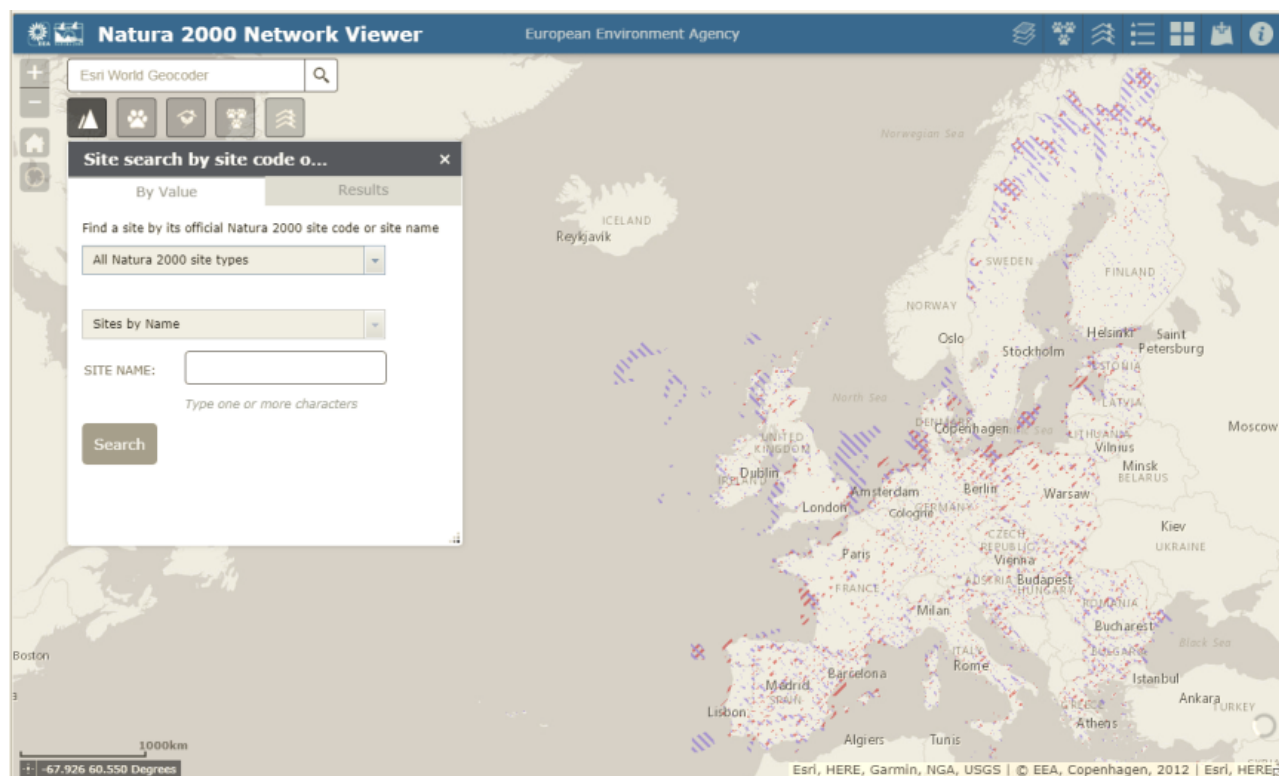 Natura 2000 Network Viewer
European Environment Agency
Esri World Geocoder
Site search by site code o...
By Value
Results
Find a site by its official Natura 2000 site code or site name
All Natura 2000 site types
Sites by Name
SITE NAME:
Type one or more characters
Search
Norwegian Sea
ICELAND
Reykjavik
SWEDEN
FINLAND
NORWAY
Oslo
Helsinki
Saint
Petersburg
Stockholm
ESTONIA
North Sea
LATVIA
DENMARK
Copenhagen
Moscow
LITHUANIA
Vilnius
UNITED
KINGDOM
Minsk
BELARUS
Dublin
IRELAND
Amsterdam
Berlin
Warsaw
London
Cologne
GERMANY
Kiev
UKRAINE
CZECH
REPUBLIC
Paris
Vienna
AUSTRIA
Budapest
HUNGARY
FRANCE
Milan
ROMANIA
Bucharest
Black Sea
Boston
ITALY
Rome
BULGARIA
Barcelona
Madrid
SPAIN
Istanbul
Ankara
TURKEY
Lisbon
GREECE
Athens
Algiers
Tunis
1000km
-67.926 60.550 Degrees
Esri, HERE, Garmin, NGA, USGS | © EEA, Copenhagen, 2012 | Esri, HERE